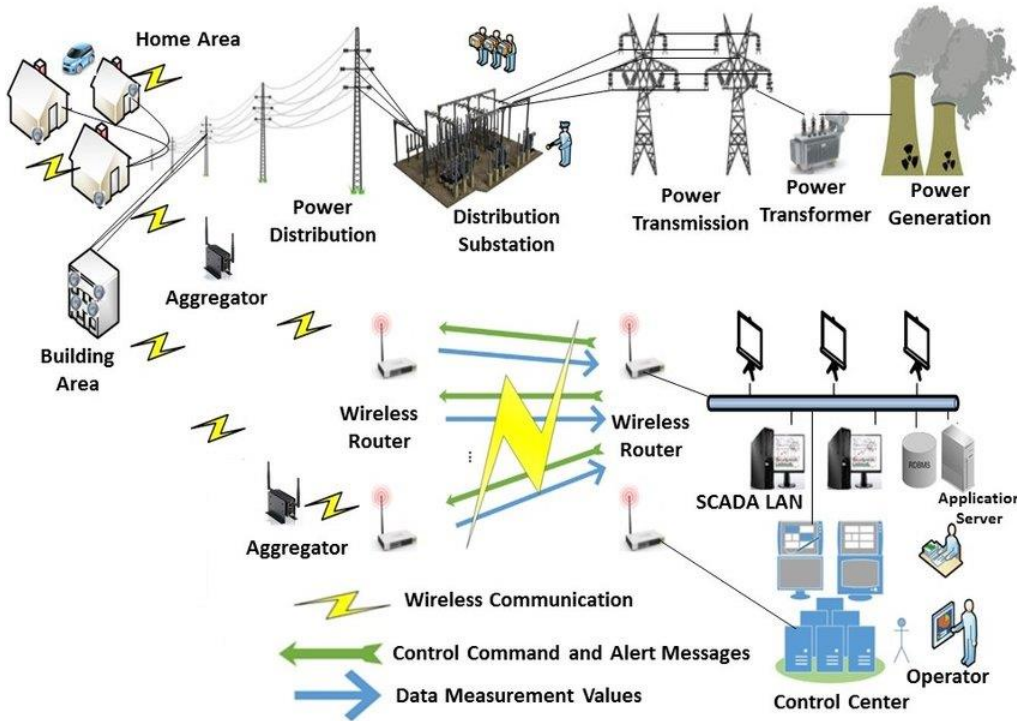 Home Area
Power
Distribution
Distribution
Substation
Power
Transmission
Power
Transformer
Power
Generation
Aggregator
Building
Area
Wireless
Router
...
Wireless
Router
SCADA LAN
RDBMS
Application
Server
Aggregator
Wireless Communication
Control Command and Alert Messages
Data Measurement Values
Control Center
Operator